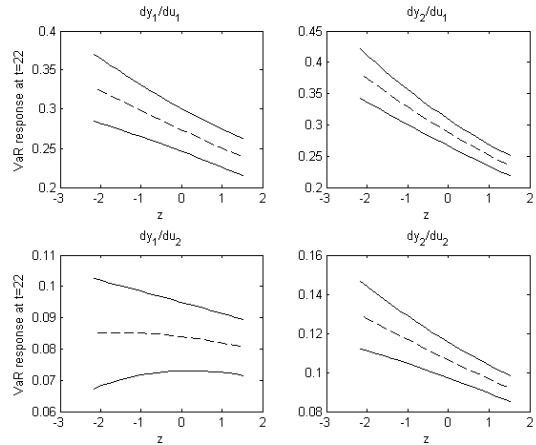 dy1/du1
0.4
0.35
0.3
0.25
0.2
VaR response at t=22
-3 -2 -1 0 1 2
z
dy2/du1
0.45
0.4
0.35
0.3
0.25
0.2
-3 -2 -1 0 1 2
z
dy1/du2
0.11
0.1
0.09
0.08
0.07
0.06
VaR response at t=22
-3 -2 -1 0 1 2
z
dy2/du2
0.16
0.14
0.12
0.1
0.08
-3 -2 -1 0 1 2
z